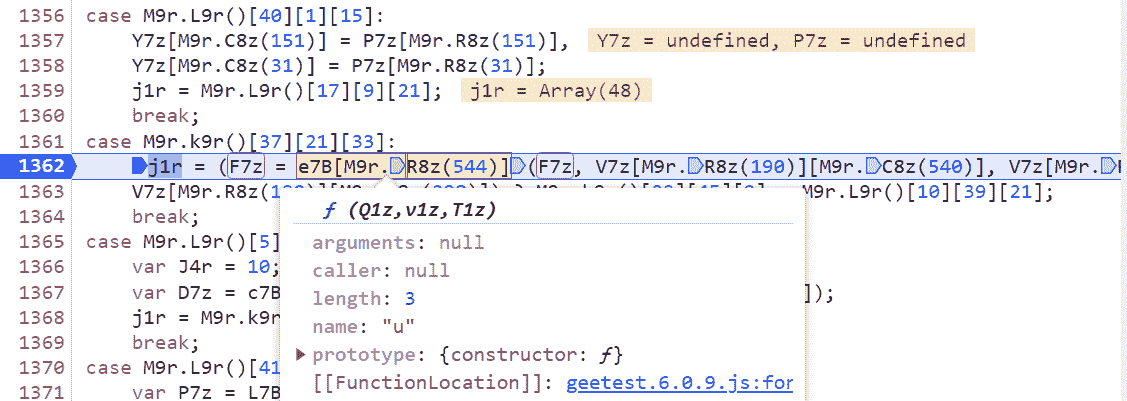 1356 case M9r.L9r()[40][1][15]:
1357 Y7z[M9r.C8z(151)] = P7z[M9r.R8z(151)], Y7z = undefined, P7z = undefined
1358 Y7z[M9r.C8z(31)] = P7z[M9r.R8z(31)];
1359 j1r = M9r.L9r()[17][9][21]; j1r = Array(48)
1360 break;
1361 case M9r.k9r()[37][21][33]:
1362 j1r = (F7z = e7B[M9r.R8z(544)](F7z, V7z[M9r.R8z(190)][M9r.C8z(540)], V7z[M9r.
1363 V7z[M9r.R8z( [10][39][21];
1364 break;
1365 case M9r.L9r()[5]
1366 var J4r = 10;
1367 var D7z = c7B ]);
1368 j1r = M9r.k9r
1369 break;
1370 case M9r.L9r()[41
1371 var P7z = L7B
ƒ (Q1z,v1z,T1z)
arguments: null
caller: null
length: 3
name: "u"
prototype: {constructor: ƒ}
[[FunctionLocation]]: geetest.6.0.9.js:for